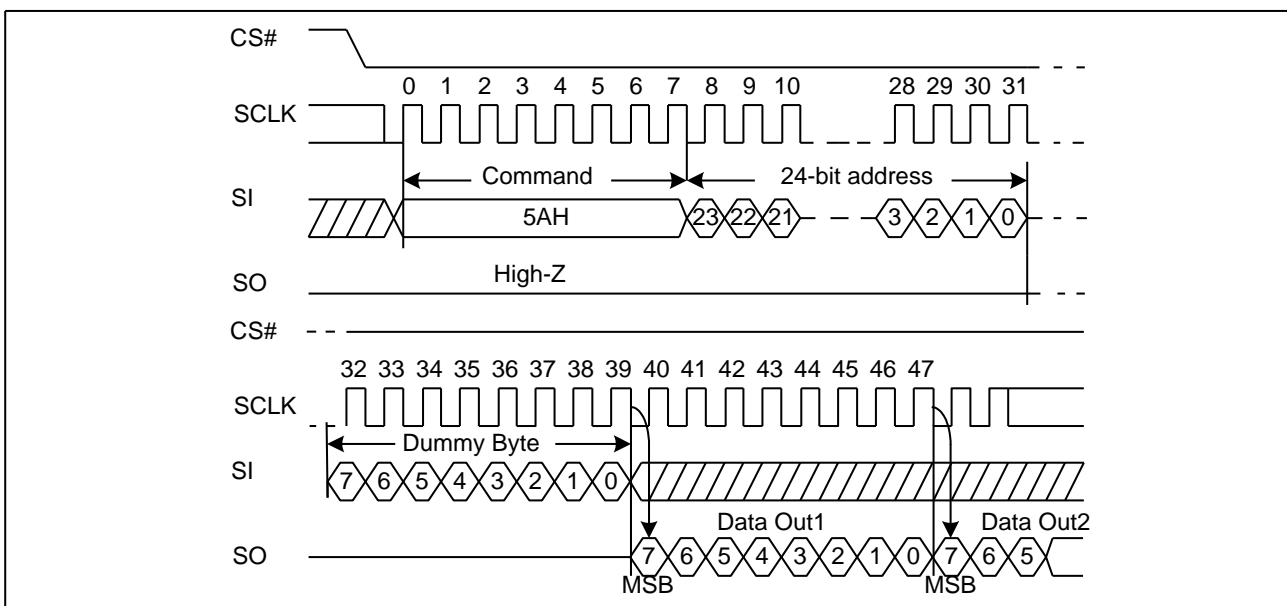 CS#
0 1 2 3 4 5 6 7 8 9 10 28 29 30 31
SCLK
Command 24-bit address
SI
5AH 23 22 21 3 2 1 0
High-Z
SO
CS#
32 33 34 35 36 37 38 39 40 41 42 43 44 45 46 47
SCLK
Dummy Byte
SI
7 6 5 4 3 2 1 0
Data Out1 Data Out2
SO
7 6 5 4 3 2 1 0 7 6 5
MSB MSB